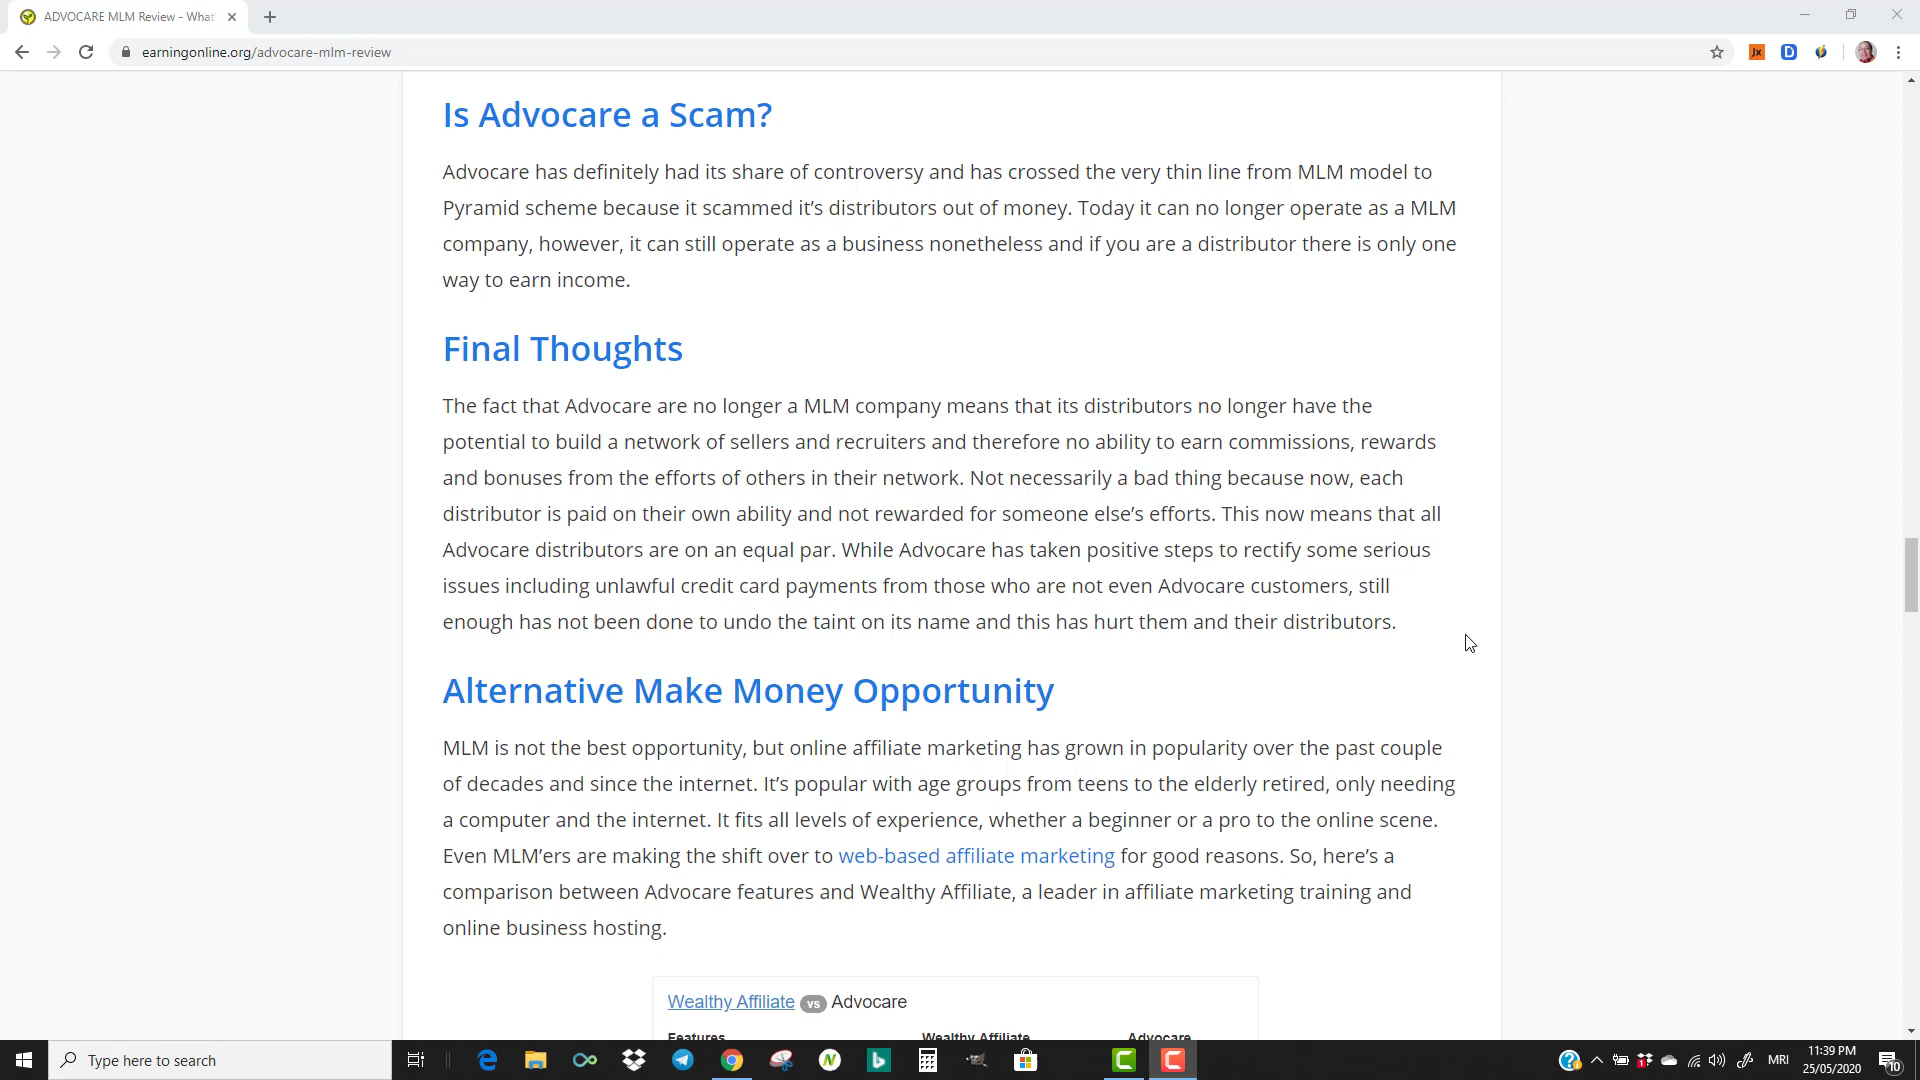 ADVOCARE MLM Review - What'
earningonline.org/advocare-mlm-review
Jx
D
Is Advocare a Scam?
Advocare has definitely had its share of controversy and has crossed the very thin line from MLM model to
Pyramid scheme because it scammed it's distributors out of money. Today it can no longer operate as a MLM
company, however, it can still operate as a business nonetheless and if you are a distributor there is only one
way to earn income.
Final Thoughts
The fact that Advocare are no longer a MLM company means that its distributors no longer have the
potential to build a network of sellers and recruiters and therefore no ability to earn commissions, rewards
and bonuses from the efforts of others in their network. Not necessarily a bad thing because now, each
distributor is paid on their own ability and not rewarded for someone else's efforts. This now means that all
Advocare distributors are on an equal par. While Advocare has taken positive steps to rectify some serious
issues including unlawful credit card payments from those who are not even Advocare customers, still
enough has not been done to undo the taint on its name and this has hurt them and their distributors.
Alternative Make Money Opportunity
MLM is not the best opportunity, but online affiliate marketing has grown in popularity over the past couple
of decades and since the internet. It's popular with age groups from teens to the elderly retired, only needing
a computer and the internet. It fits all levels of experience, whether a beginner or a pro to the online scene.
Even MLM'ers are making the shift over to web-based affiliate marketing for good reasons. So, here's a
comparison between Advocare features and Wealthy Affiliate, a leader in affiliate marketing training and
online business hosting.
Wealthy Affiliate vs Advocare
Features Wealthy Affiliate Advocare
Type here to search
MRI
11:39 PM
25/05/2020
10